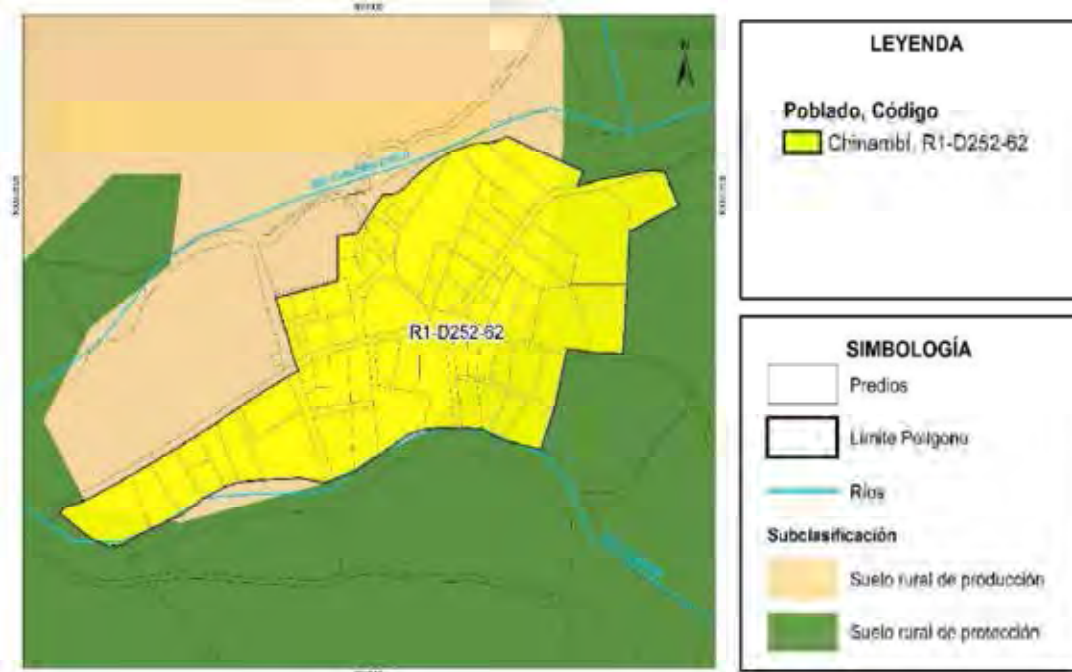 N
R1-D252-62
LEYENDA
Poblado, Código
Chinambí, R1-D252-62
SIMBOLOGÍA
Predios
Límite Polígono
Ríos
Subclasificación
Suelo rural de producción
Suelo rural de protección